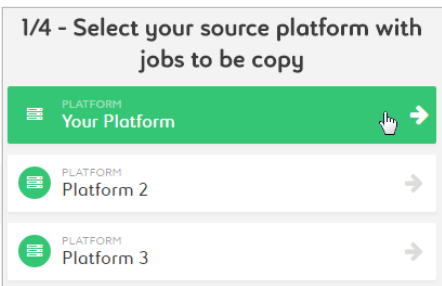 1/4 - Select your source platform with
jobs to be copy
PLATFORM
Your Platform
PLATFORM
Platform 2
PLATFORM
Platform 3